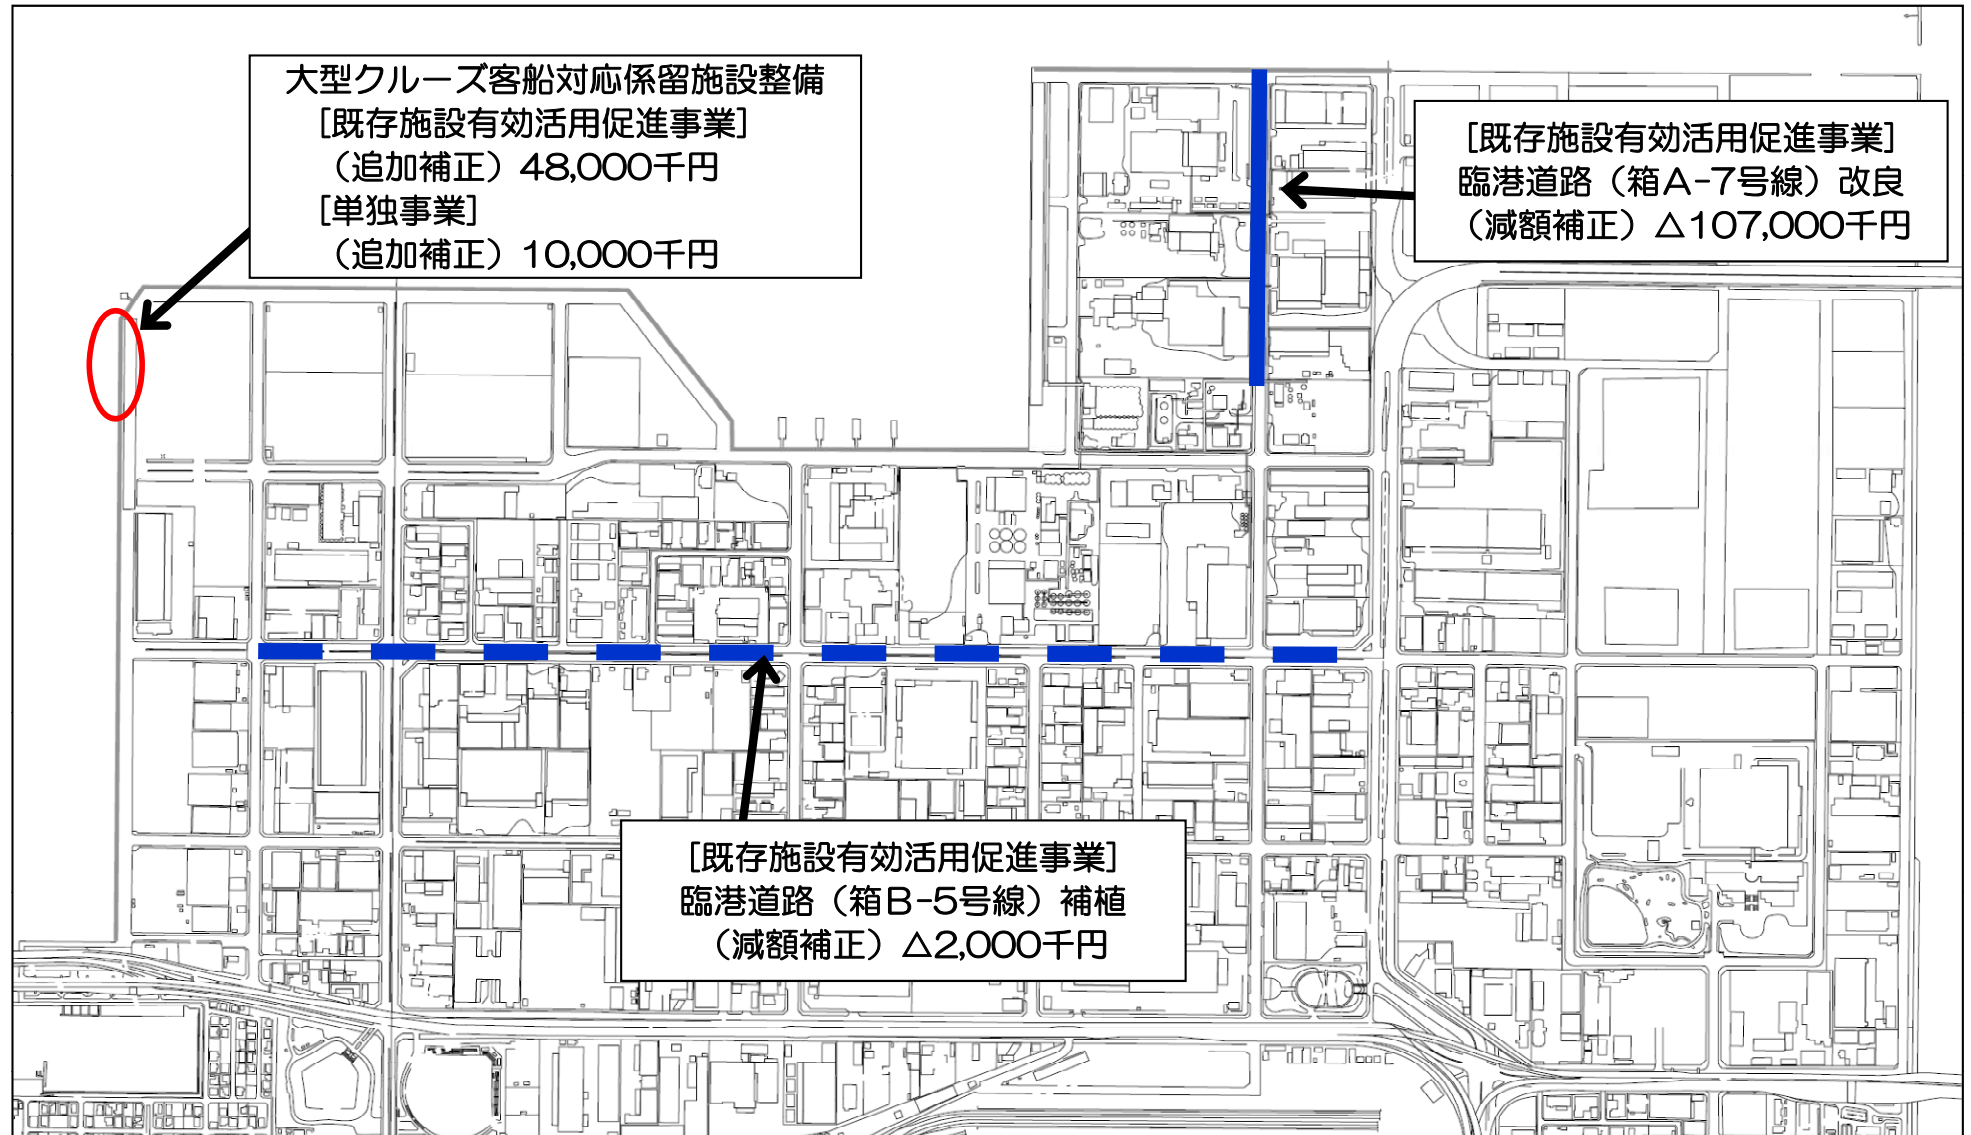 大型クルーズ客船対応係留施設整備
[既存施設有効活用促進事業]
（追加補正）48,000千円
[単独事業]
（追加補正）10,000千円
[既存施設有効活用促進事業]
臨港道路（箱A-7号線）改良
（減額補正）△107,000千円
[既存施設有効活用促進事業]
臨港道路（箱B-5号線）補植
（減額補正）△2,000千円